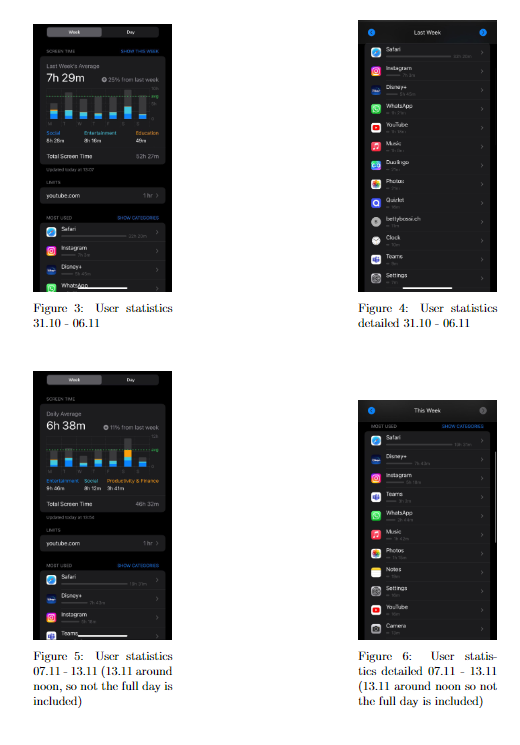 Week Day
SCREEN TIME SHOW THIS WEEK
Last Week's Average
7h 29m 25% from last week
avg
Social Entertainment Education
8h 28m 8h 16m 49m
Total Screen Time 52h 27m
LIMITS
youtube.com 1 hr
MOST USED SHOW CATEGORIES
Safari
Instagram
Disney+
WhatsApp
Figure 3: User statistics
31.10 - 06.11
Last Week
Safari
Instagram
Disney+
WhatsApp
YouTube
Music
Duolingo
Photos
Quizlet
bettybossi.ch
Clock
Teams
Settings
Figure 4: User statistics
detailed 31.10 - 06.11
Week Day
SCREEN TIME
Daily Average
6h 38m 11% from last week
avg
Entertainment Social Productivity & Finance
9h 46m 8h 12m 3h 41m
Total Screen Time 46h 32m
LIMITS
youtube.com 1 hr
MOST USED SHOW CATEGORIES
Safari
Disney+
Instagram
Teams
Figure 5: User statistics
07.11 - 13.11 (13.11 around
noon, so not the full day is
included)
This Week
MOST USED SHOW CATEGORIES
Safari
Disney+
Instagram
Teams
WhatsApp
Music
Photos
Notes
Settings
YouTube
Camera
Figure 6: User statis-
tics detailed 07.11 - 13.11
(13.11 around noon so not
the full day is included)